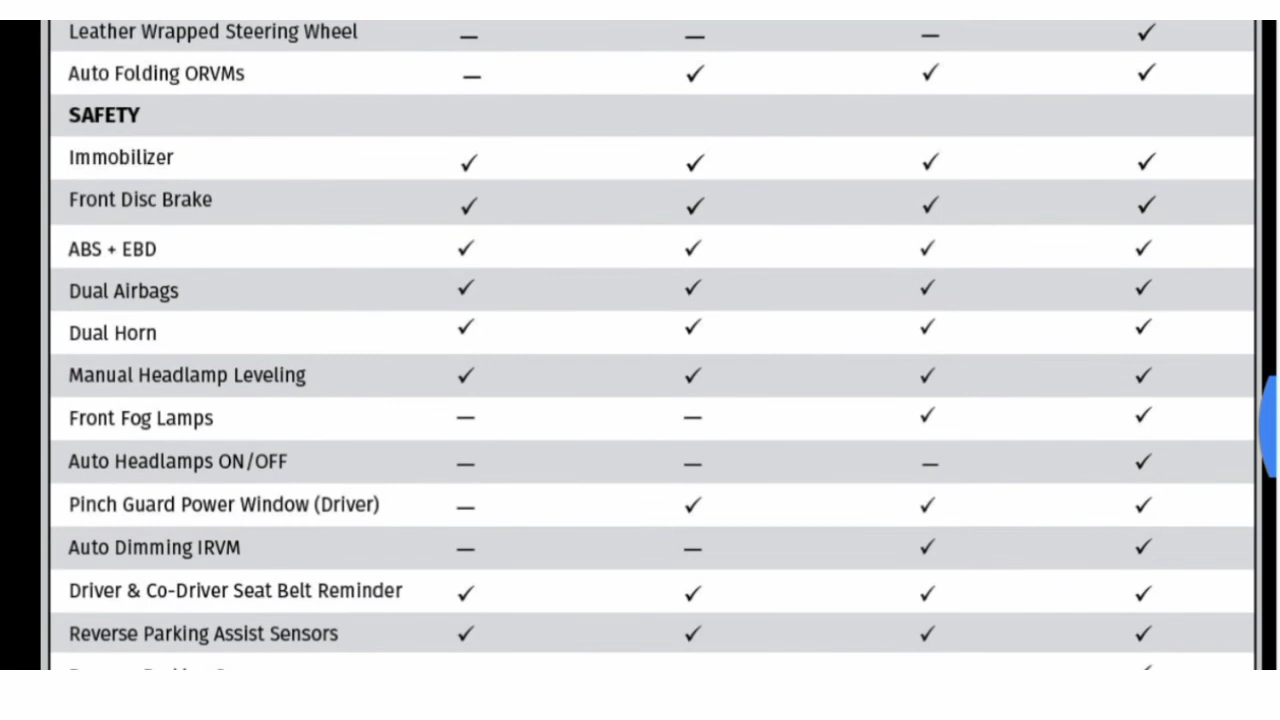 Leather Wrapped Steering Wheel – – – ✓
Auto Folding ORVMs – ✓ ✓ ✓
SAFETY
Immobilizer ✓ ✓ ✓ ✓
Front Disc Brake ✓ ✓ ✓ ✓
ABS + EBD ✓ ✓ ✓ ✓
Dual Airbags ✓ ✓ ✓ ✓
Dual Horn ✓ ✓ ✓ ✓
Manual Headlamp Leveling ✓ ✓ ✓ ✓
Front Fog Lamps – – ✓ ✓
Auto Headlamps ON/OFF – – – ✓
Pinch Guard Power Window (Driver) – ✓ ✓ ✓
Auto Dimming IRVM – – ✓ ✓
Driver & Co-Driver Seat Belt Reminder ✓ ✓ ✓ ✓
Reverse Parking Assist Sensors ✓ ✓ ✓ ✓